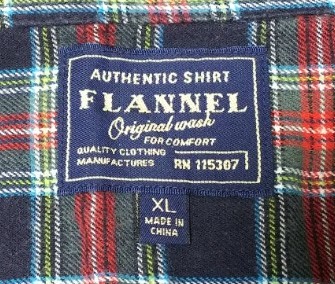 AUTHENTIC SHIRT
FLANNEL
Original wash
FOR COMFORT
QUALITY CLOTHING
MANUFACTURES RN 115307
XL
MADE IN
CHINA